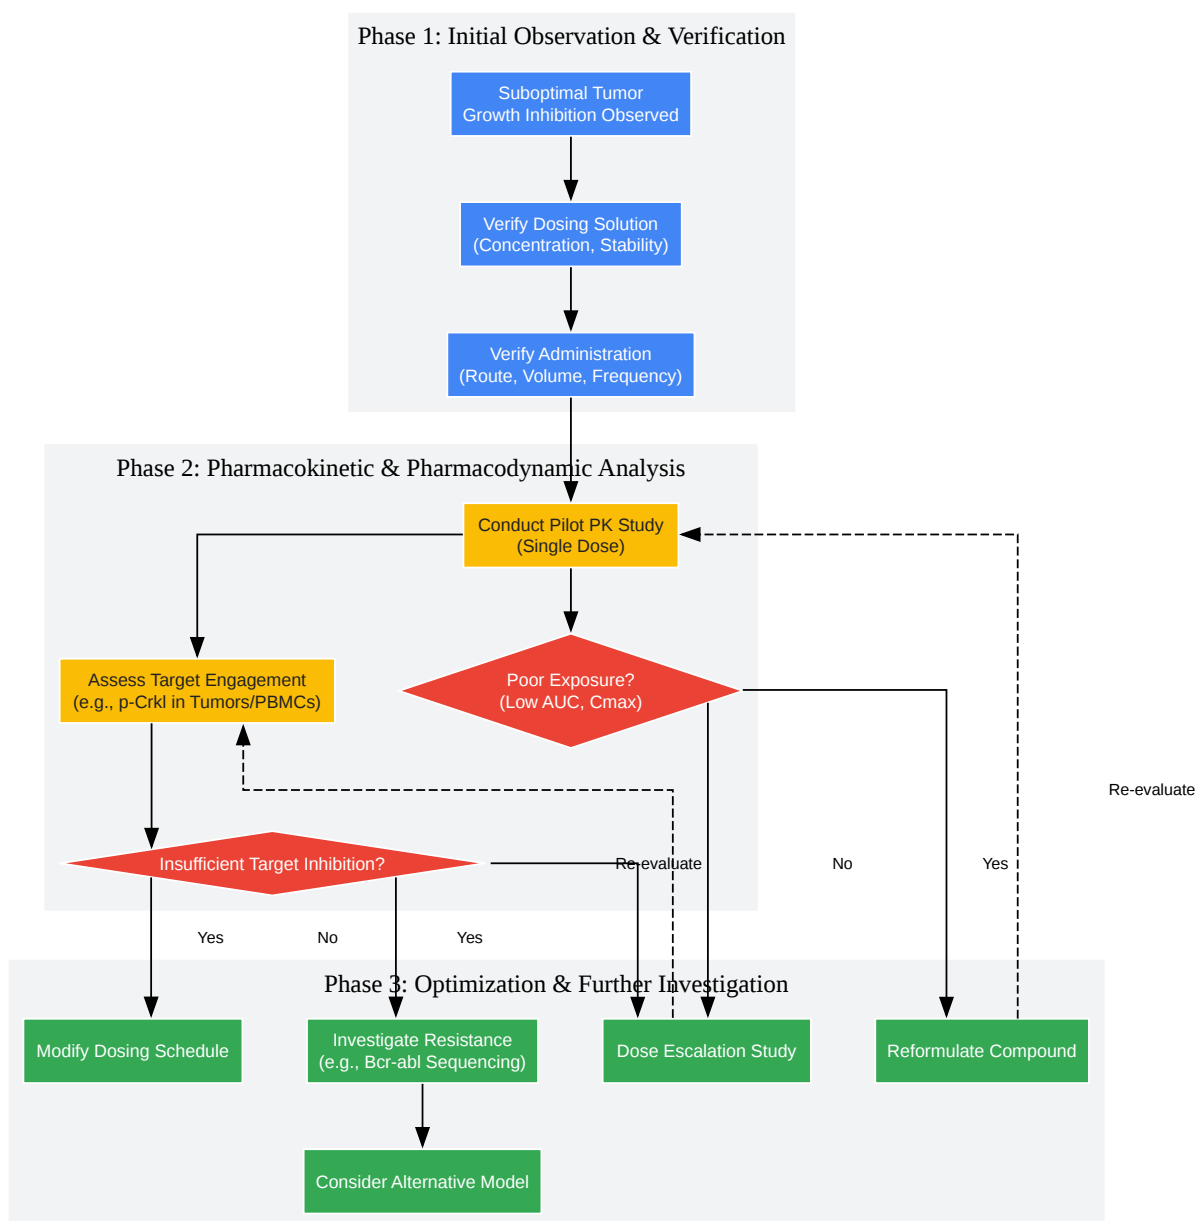 Phase 1: Initial Observation & Verification
Suboptimal Tumor
Growth Inhibition Observed
Verify Dosing Solution
(Concentration, Stability)
Verify Administration
(Route, Volume, Frequency)
Phase 2: Pharmacokinetic & Pharmacodynamic Analysis
Conduct Pilot PK Study
(Single Dose)
Assess Target Engagement
(e.g., p-Crkl in Tumors/PBMCs)
Poor Exposure?
(Low AUC, Cmax)
Re-evaluate
Insufficient Target Inhibition?
Re-evaluate
No
Yes
Yes
No
Yes
Phase 3: Optimization & Further Investigation
Modify Dosing Schedule
Investigate Resistance
(e.g., Bcr-abl Sequencing)
Dose Escalation Study
Reformulate Compound
Consider Alternative Model